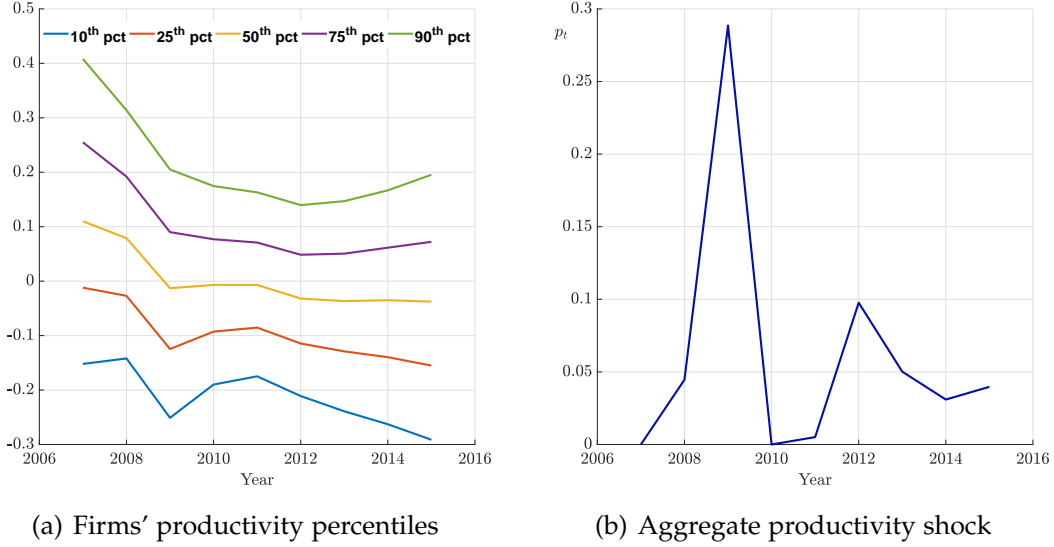 0.5
10th pct 25th pct 50th pct 75th pct 90th pct
0.4
0.3
0.2
0.1
0
-0.1
-0.2
-0.3
2006 2008 2010 2012 2014 2016
Year
(a) Firms' productivity percentiles
0.3
pt
0.25
0.2
0.15
0.1
0.05
0
2006 2008 2010 2012 2014 2016
Year
(b) Aggregate productivity shock